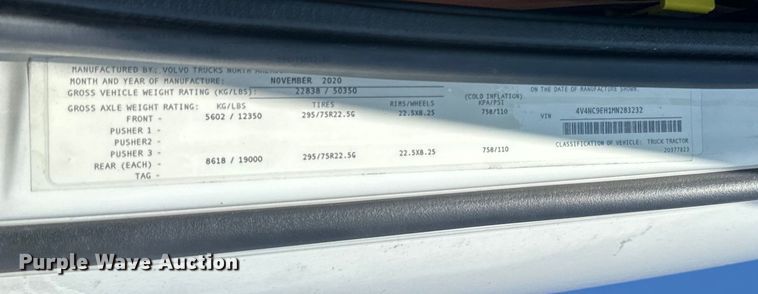 MANUFACTURED BY: VOLVO TRUCKS NORTH
MONTH AND YEAR OF MANUFACTURE: NOVEMBER 2020
GROSS VEHICLE WEIGHT RATING (KG/LBS): 22838 / 50350
GROSS AXLE WEIGHT RATING: KG/LBS TIRES RIMS/WHEELS (COLD INFLATION) KPA/PSI
FRONT - 5602 / 12350 295/75R22.5G 22.5X8.25 758/110
PUSHER 1 -
PUSHER2 -
PUSHER 3 -
REAR (EACH) - 8618 / 19000 295/75R22.5G 22.5X8.25 758/110
TAG -
ON THE DATE OF MANUFACTURE SHOWN.
VIN 4V4NC9EH1MN283232
CLASSIFICATION OF VEHICLE: TRUCK TRACTOR
20377823
Purple Wave Auction